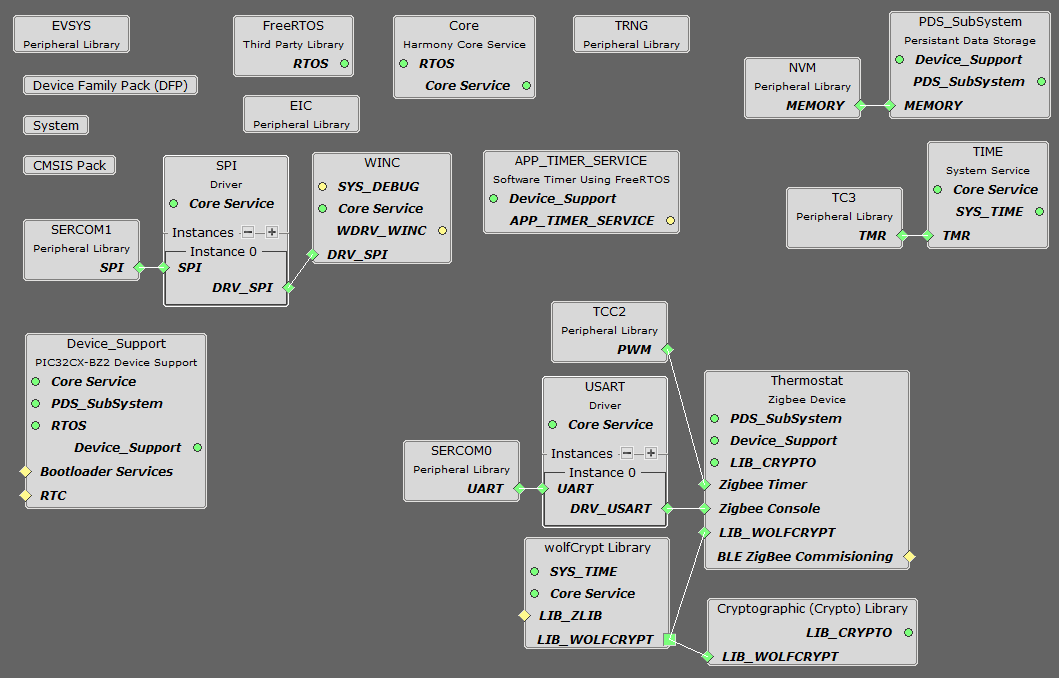 EVSYS
Peripheral Library
Device Family Pack (DFP)
System
CMSIS Pack
FreeRTOS
Third Party Library
RTOS
EIC
Peripheral Library
Core
Harmony Core Service
RTOS
Core Service
TRNG
Peripheral Library
NVM
Peripheral Library
MEMORY
PDS_SubSystem
Persistant Data Storage
Device_Support
PDS_SubSystem
MEMORY
SERCOM1
Peripheral Library
SPI
SPI
Driver
Core Service
Instances
Instance 0
SPI
DRV_SPI
WINC
SYS_DEBUG
Core Service
WDRV_WINC
DRV_SPI
APP_TIMER_SERVICE
Software Timer Using FreeRTOS
Device_Support
APP_TIMER_SERVICE
TC3
Peripheral Library
TMR
TIME
System Service
Core Service
SYS_TIME
TMR
Device_Support
PIC32CX-BZ2 Device Support
Core Service
PDS_SubSystem
RTOS
Device_Support
Bootloader Services
RTC
TCC2
Peripheral Library
PWM
SERCOM0
Peripheral Library
UART
USART
Driver
Core Service
Instances
Instance 0
UART
DRV_USART
Thermostat
Zigbee Device
PDS_SubSystem
Device_Support
LIB_CRYPTO
Zigbee Timer
Zigbee Console
LIB_WOLFCRYPT
BLE ZigBee Commisioning
wolfCrypt Library
SYS_TIME
Core Service
LIB_ZLIB
LIB_WOLFCRYPT
Cryptographic (Crypto) Library
LIB_CRYPTO
LIB_WOLFCRYPT